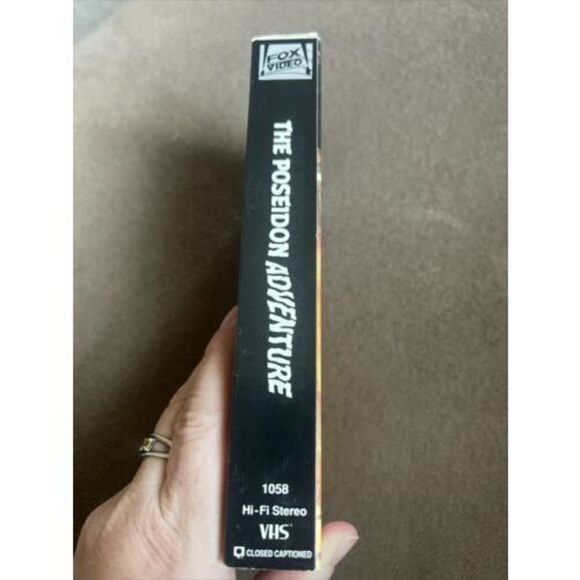 FOX
VIDEO
THE POSEIDON ADVENTURE
1058
Hi-Fi Stereo
VHS
CLOSED CAPTIONED